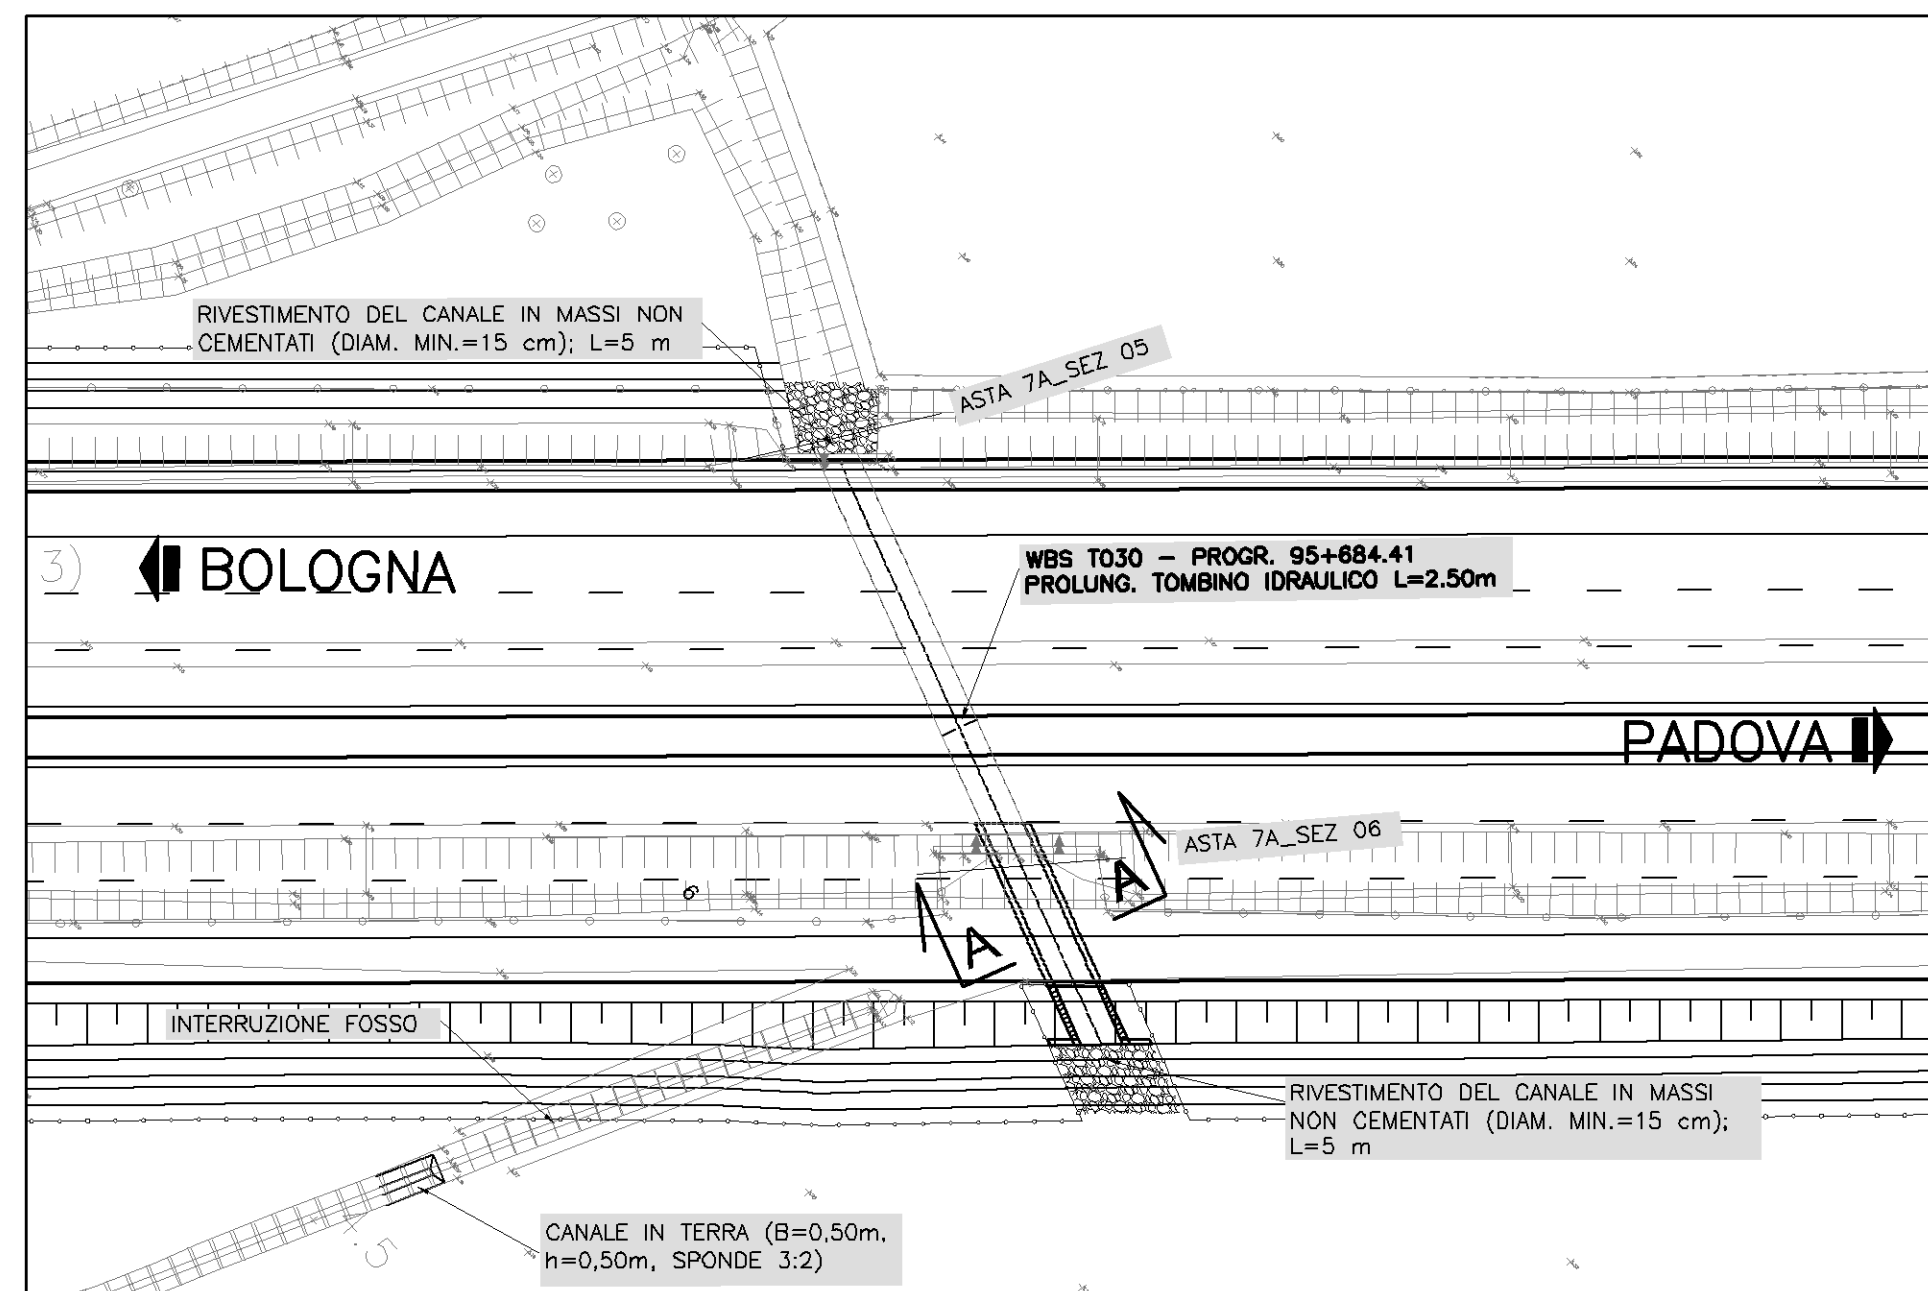 RIVESTIMENTO DEL CANALE IN MASSI NON
CEMENTATI (DIAM. MIN.=15 cm); L=5 m
ASTA 7A_SEZ 05
3)
BOLOGNA
WBS T030 - PROGR. 95+684.41
PROLUNG. TOMBINO IDRAULICO L=2.50m
PADOVA
ASTA 7A_SEZ 06
A
A
INTERRUZIONE FOSSO
RIVESTIMENTO DEL CANALE IN MASSI
NON CEMENTATI (DIAM. MIN.=15 cm);
L=5 m
CANALE IN TERRA (B=0,50m,
h=0,50m, SPONDE 3:2)